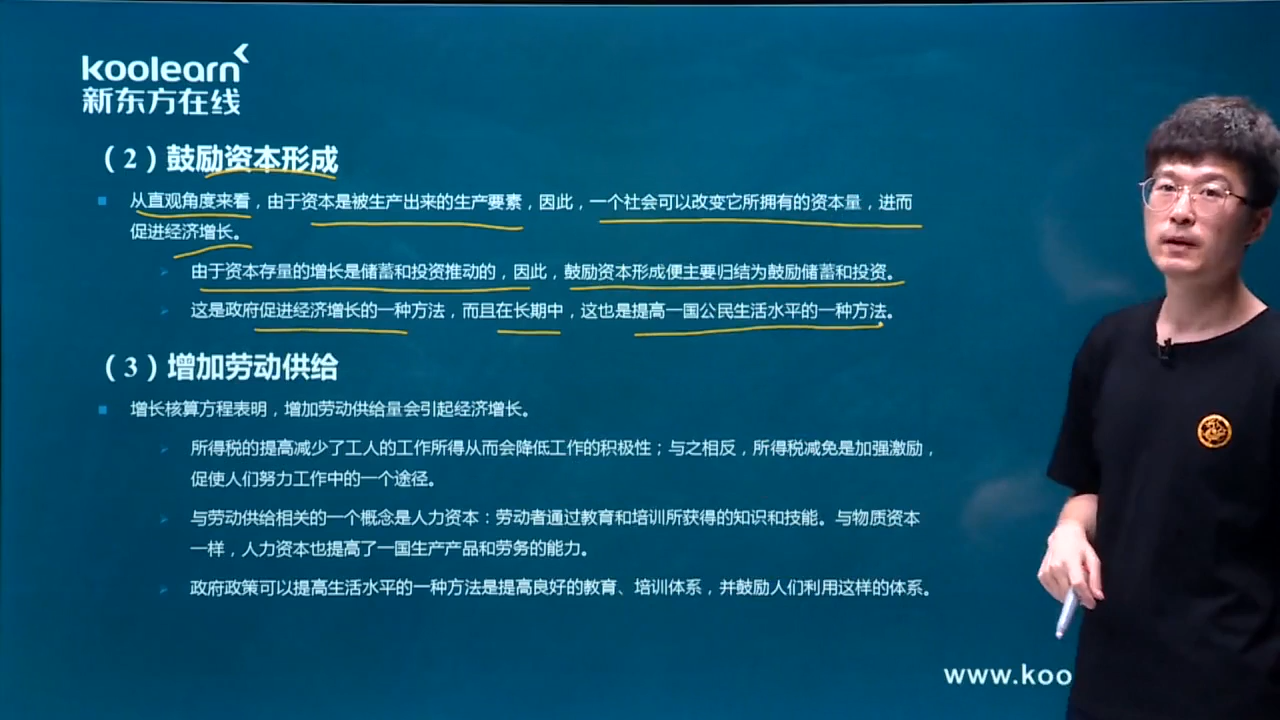 koolearn
新东方在线
（2）鼓励资本形成
从直观角度来看，由于资本是被生产出来的生产要素，因此，一个社会可以改变它所拥有的资本量，进而
促进经济增长。
由于资本存量的增长是储蓄和投资推动的，因此，鼓励资本形成便主要归结为鼓励储蓄和投资。
这是政府促进经济增长的一种方法，而且在长期中，这也是提高一国公民生活水平的一种方法。
（3）增加劳动供给
增长核算方程表明，增加劳动供给量会引起经济增长。
所得税的提高减少了工人的工作所得从而会降低工作的积极性；与之相反，所得税减免是加强激励，
促使人们努力工作中的一个途径。
与劳动供给相关的一个概念是人力资本：劳动者通过教育和培训所获得的知识和技能。与物质资本
一样，人力资本也提高了一国生产产品和劳务的能力。
政府政策可以提高生活水平的一种方法是提高良好的教育、培训体系，并鼓励人们利用这样的体系。
www.koo